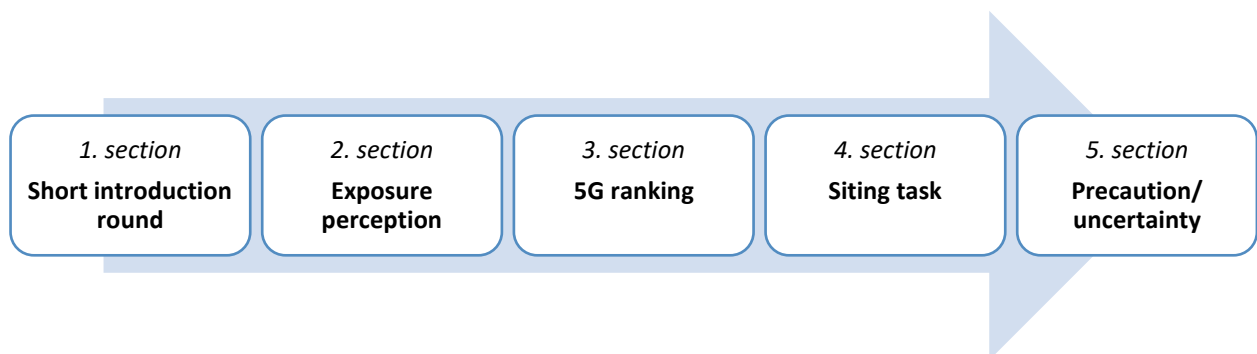 1. section
Short introduction
round
2. section
Exposure
perception
3. section
5G ranking
4. section
Siting task
5. section
Precaution/
uncertainty